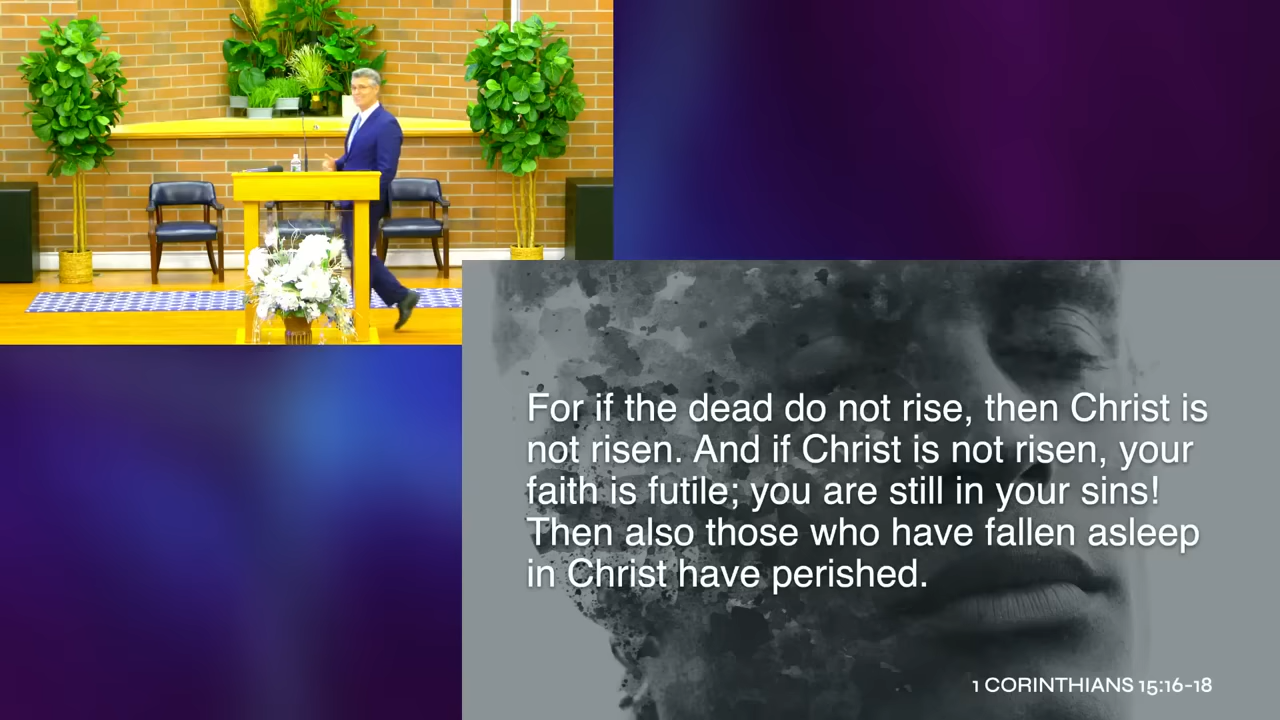 For if the dead do not rise, then Christ is
not risen. And if Christ is not risen, your
faith is futile; you are still in your sins!
Then also those who have fallen asleep
in Christ have perished.
1 CORINTHIANS 15:16-18